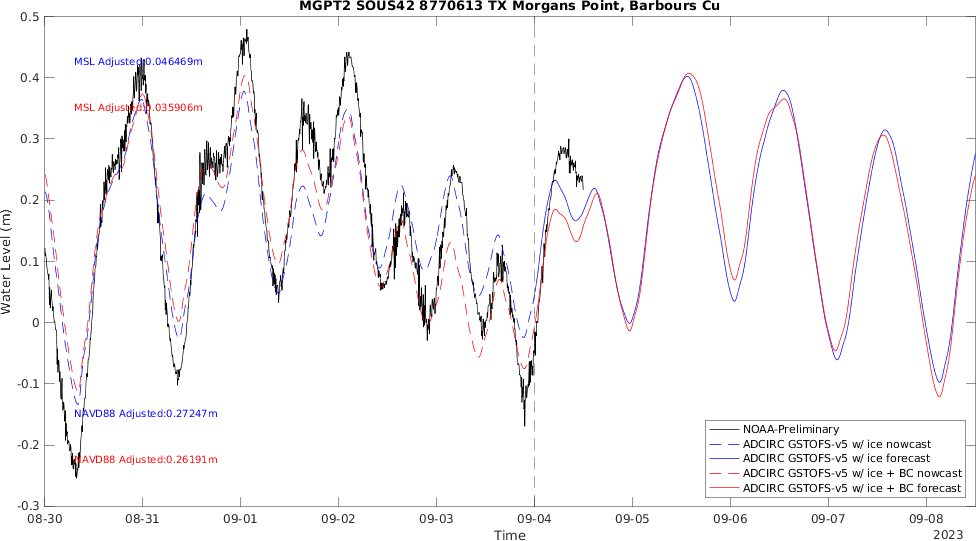 MGPT2 SOUS42 8770613 TX Morgans Point, Barbours Cu
Water Level (m)
0.5
0.4
0.3
0.2
0.1
0
-0.1
-0.2
-0.3
MSL Adjusted:0.046469m
MSL Adjusted:0.035906m
NAVD88 Adjusted:0.27247m
NAVD88 Adjusted:0.26191m
NOAA-Preliminary
ADCIRC GSTOFS-v5 w/ ice nowcast
ADCIRC GSTOFS-v5 w/ ice forecast
ADCIRC GSTOFS-v5 w/ice + BC nowcast
ADCIRC GSTOFS-v5 w/ice + BC forecast
08-30 08-31 09-01 09-02 09-03 09-04 09-05 09-06 09-07 09-08
Time
2023